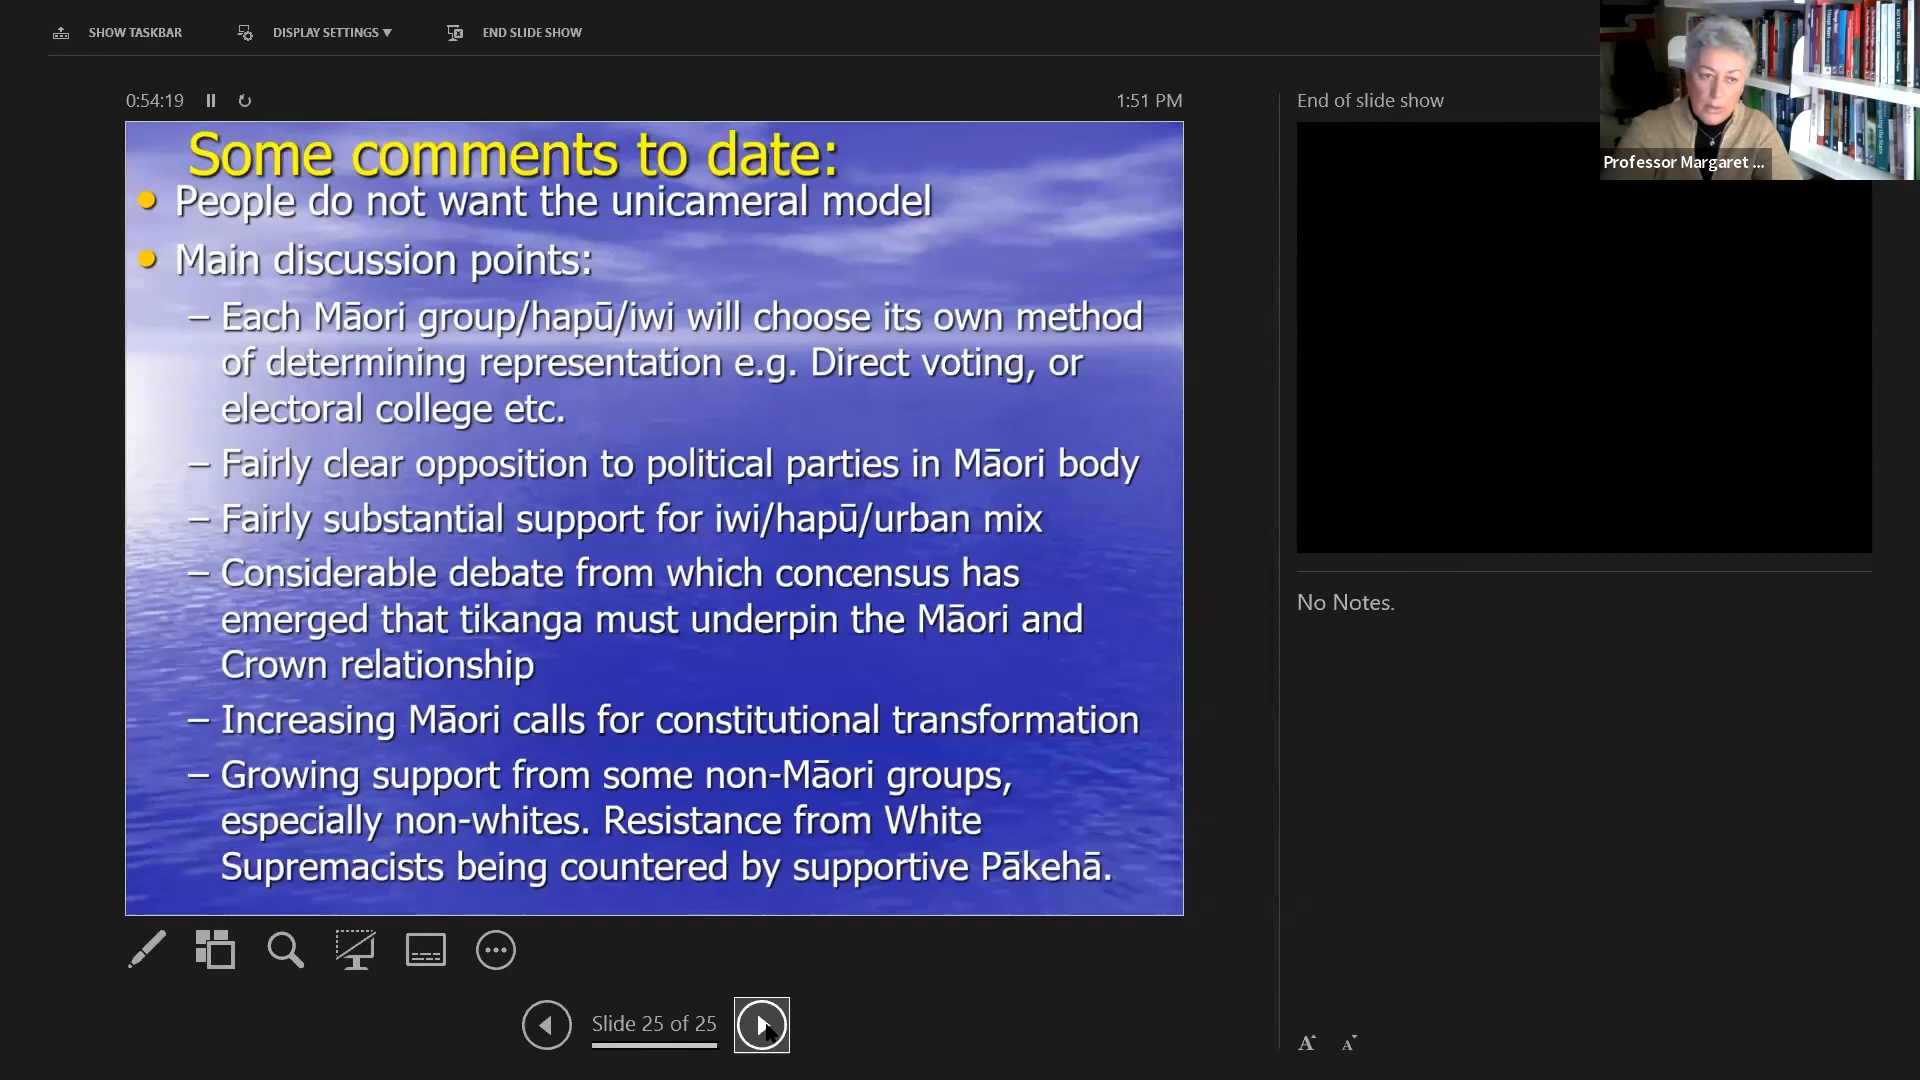 SHOW TASKBAR
DISPLAY SETTINGS ▼
END SLIDE SHOW
0:54:19
1:51 PM
End of slide show
Professor Margaret ...
Some comments to date:
• People do not want the unicameral model
• Main discussion points:
– Each Māori group/hapū/iwi will choose its own method
of determining representation e.g. Direct voting, or
electoral college etc.
– Fairly clear opposition to political parties in Māori body
– Fairly substantial support for iwi/hapū/urban mix
– Considerable debate from which concensus has
emerged that tikanga must underpin the Māori and
Crown relationship
– Increasing Māori calls for constitutional transformation
– Growing support from some non-Māori groups,
especially non-whites. Resistance from White
Supremacists being countered by supportive Pākehā.
No Notes.
Slide 25 of 25
A A